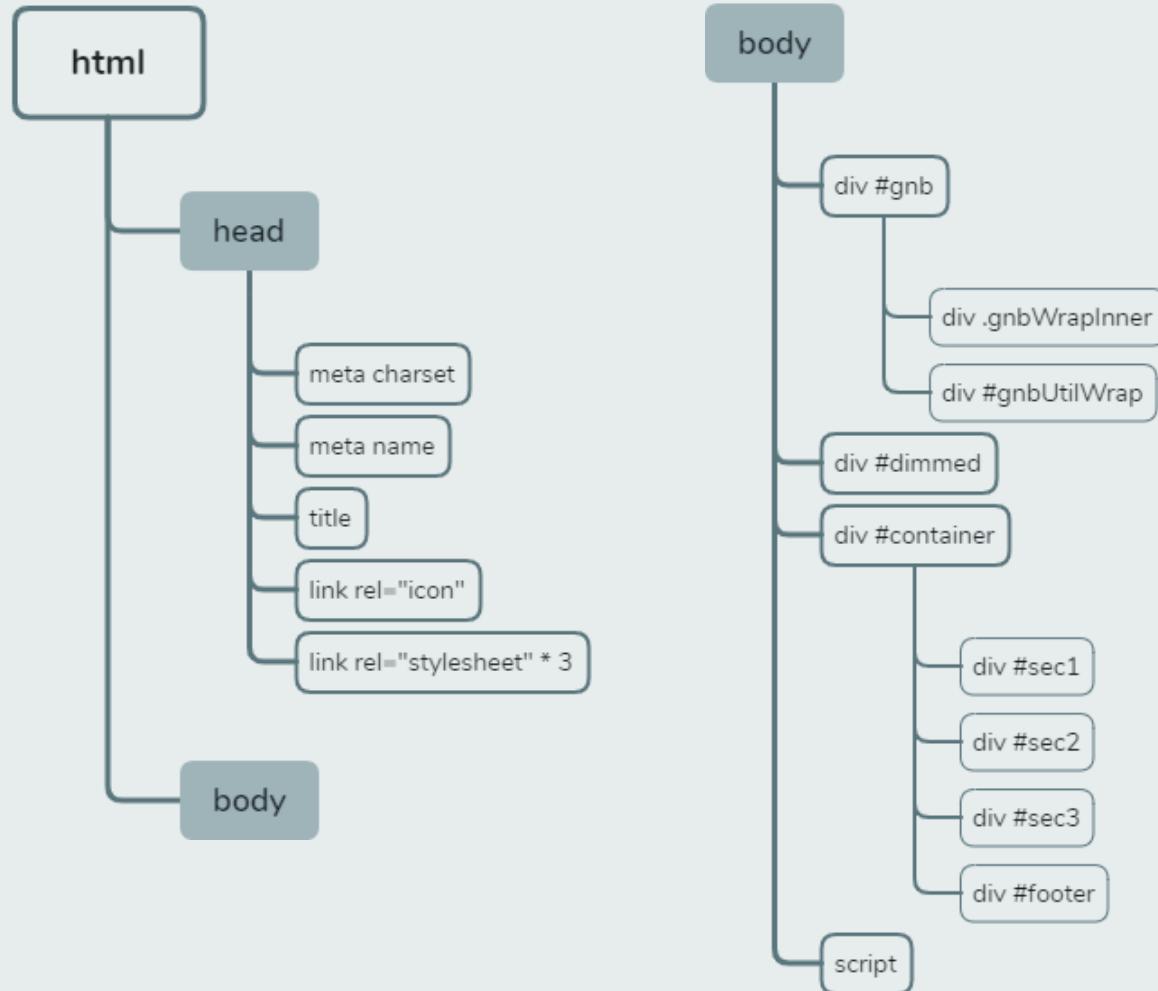 html
head
meta charset
meta name
title
link rel="icon"
link rel="stylesheet" * 3
body
body
div #gnb
div .gnbWrapInner
div #gnbUtilWrap
div #dimmed
div #container
div #sec1
div #sec2
div #sec3
div #footer
script